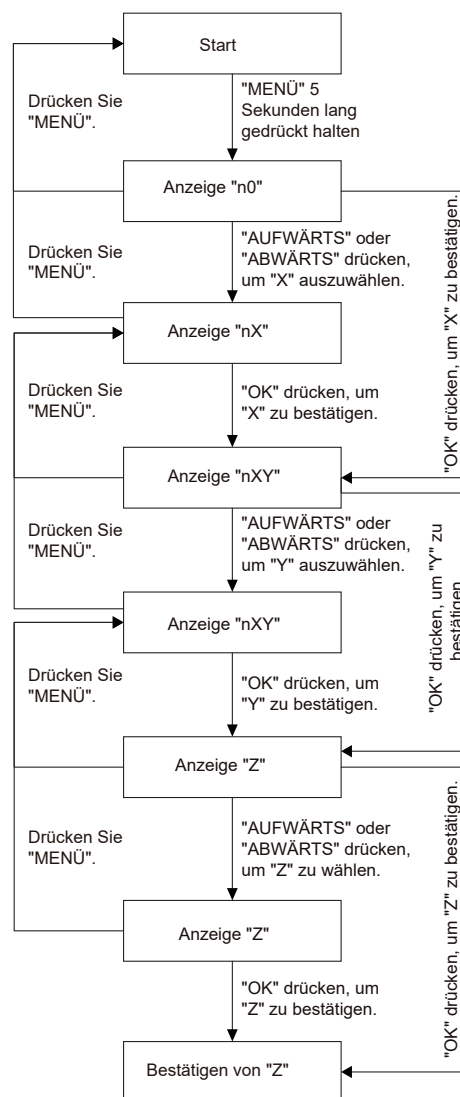 Start
Drücken Sie
"MENÜ".
"MENÜ" 5
Sekunden lang
gedrückt halten
Anzeige "n0"
Drücken Sie
"MENÜ".
"AUFWÄRTS" oder
"ABWÄRTS" drücken,
um "X" auszuwählen.
"OK" drücken, um "X" zu bestätigen.
Anzeige "nX"
Drücken Sie
"MENÜ".
"OK" drücken, um
"X" zu bestätigen.
Anzeige "nXY"
Drücken Sie
"MENÜ".
"AUFWÄRTS" oder
"ABWÄRTS" drücken,
um "Y" auszuwählen.
"OK" drücken, um "Y" zu
bestätigen.
Anzeige "nXY"
Drücken Sie
"MENÜ".
"OK" drücken, um
"Y" zu bestätigen.
Anzeige "Z"
Drücken Sie
"MENÜ".
"AUFWÄRTS" oder
"ABWÄRTS" drücken,
um "Z" zu wählen.
"OK" drücken, um "Z" zu bestätigen.
Anzeige "Z"
"OK" drücken, um
"Z" zu bestätigen.
Bestätigen von "Z"